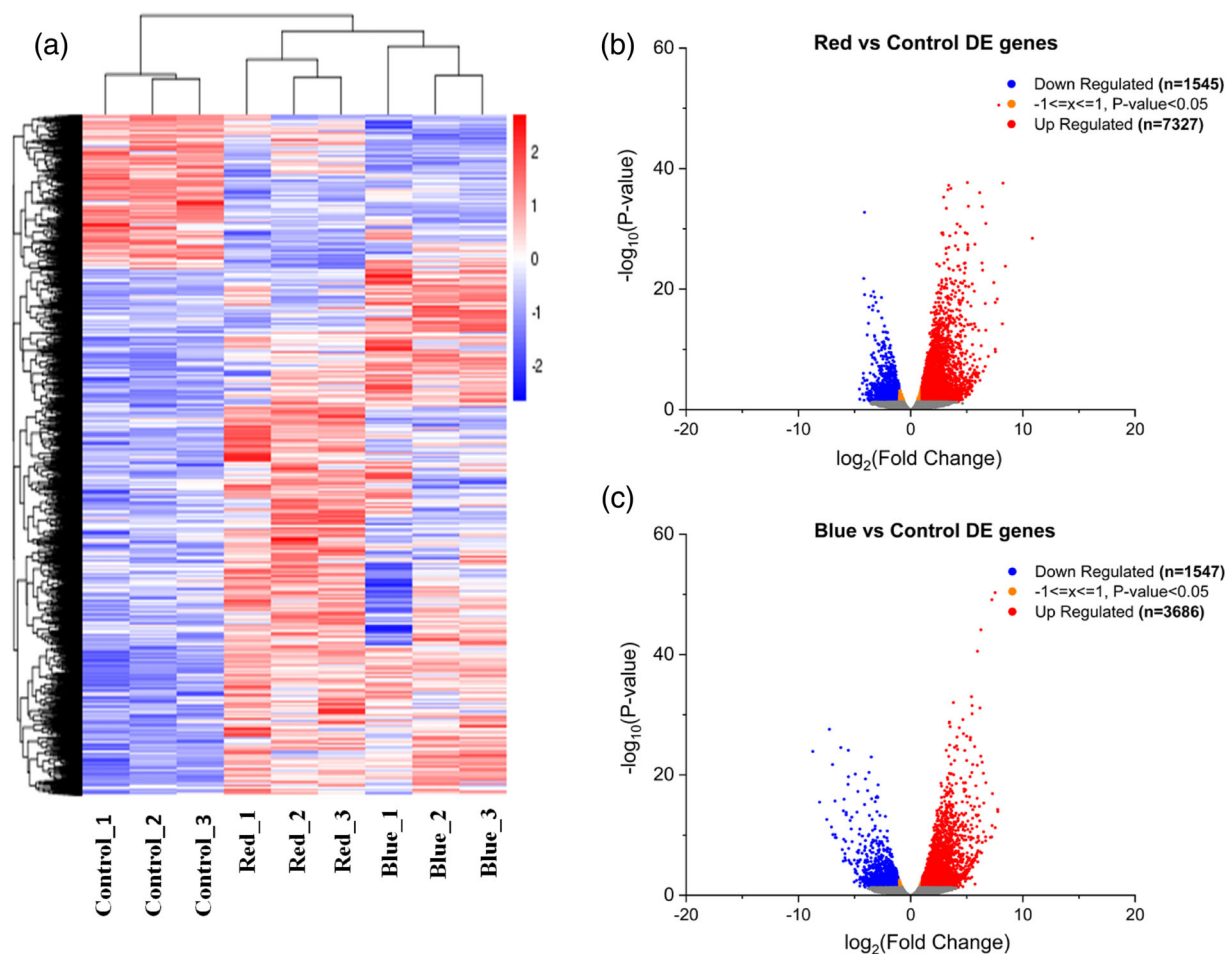 (a)
2
1
0
-1
-2
Control_1
Control_2
Control_3
Red_1
Red_2
Red_3
Blue_1
Blue_2
Blue_3
(b)
Red vs Control DE genes
Down Regulated (n=1545)
-1<=x<=1, P-value<0.05
Up Regulated (n=7327)
60
40
20
0
-log10(P-value)
-20
-10
0
10
20
log2(Fold Change)
(c)
Blue vs Control DE genes
Down Regulated (n=1547)
-1<=x<=1, P-value<0.05
Up Regulated (n=3686)
60
40
20
0
-log10(P-value)
-20
-10
0
10
20
log2(Fold Change)